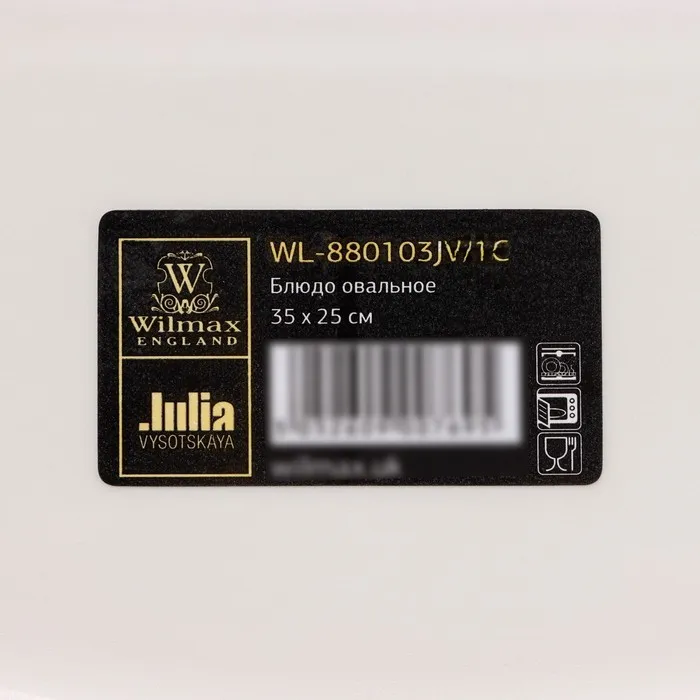 W
Wilmax
ENGLAND
Julia
VYSOTSKAYA
WL-880103JV/1C
Блюдо овальное
35 x 25 см